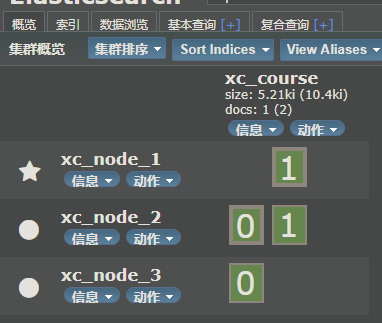 Elasticsearch
概览 索引 数据浏览 基本查询 [+] 复合查询 [+]
集群概览 集群排序 Sort Indices View Aliases
xc_course
size: 5.21ki (10.4ki)
docs: 1 (2)
信息 动作
xc_node_1
信息 动作
1
xc_node_2
信息 动作
0 1
xc_node_3
信息 动作
0